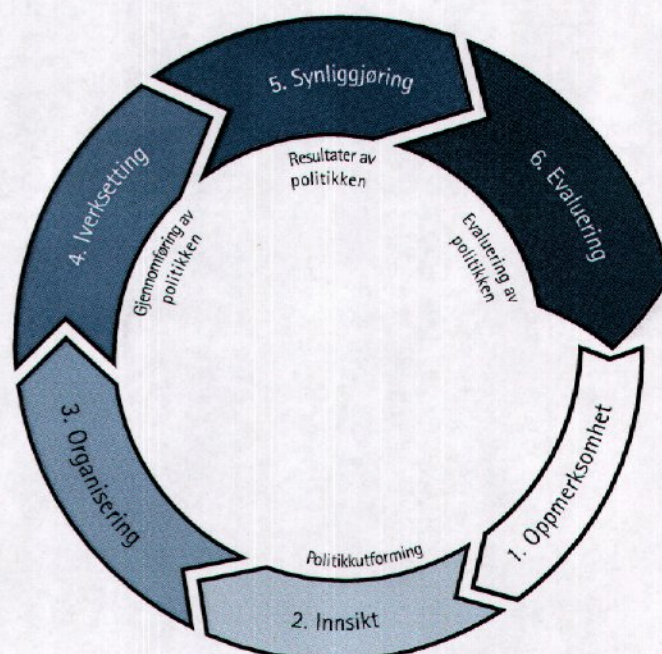 1. Oppmerksomhet
2. Innsikt
Politikkutforming
3. Organisering
4. Iverksetting
Gjennomføring av
politikken
5. Synliggjøring
Resultater av
politikken
6. Evaluering
Evaluering av
politikken